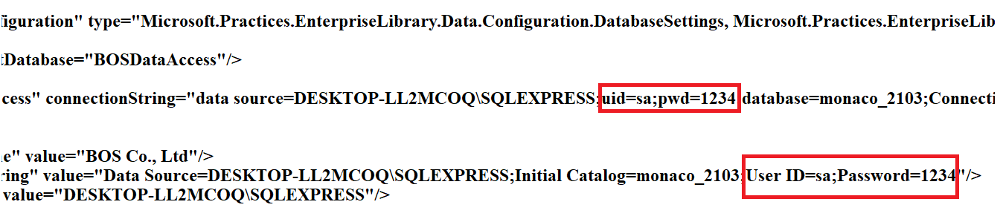 figuration" type="Microsoft.Practices.EnterpriseLibrary.Data.Configuration.DatabaseSettings, Microsoft.Practices.EnterpriseLib
tDatabase="BOSDataAccess"/>
cess" connectionString="data source=DESKTOP-LL2MCOQ\SQLEXPRESS;uid=sa;pwd=1234;database=monaco_2103;Connecti
e" value="BOS Co., Ltd"/>
ring" value="Data Source=DESKTOP-LL2MCOQ\SQLEXPRESS;Initial Catalog=monaco_2103;User ID=sa;Password=1234"/>
value="DESKTOP-LL2MCOQ\SQLEXPRESS"/>